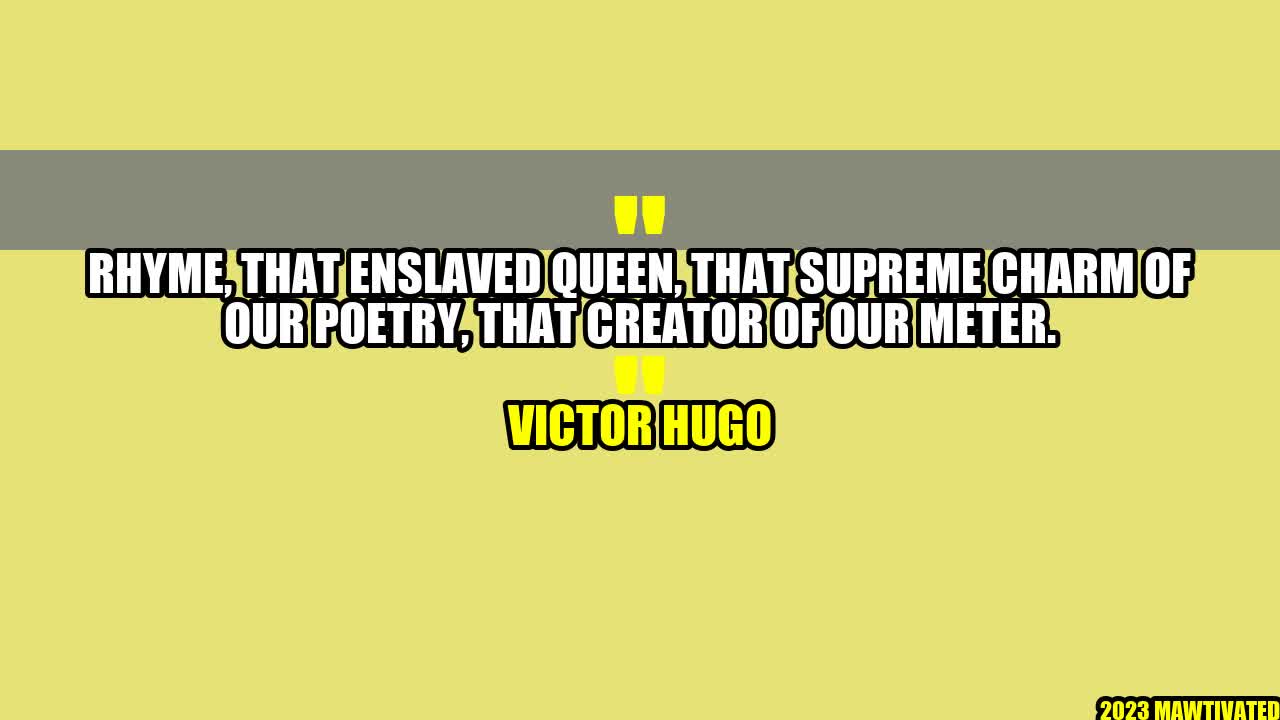 "
RHYME, THAT ENSLAVED QUEEN, THAT SUPREME CHARM OF
OUR POETRY, THAT CREATOR OF OUR METER.
"
VICTOR HUGO
2023 MAWTIVATED